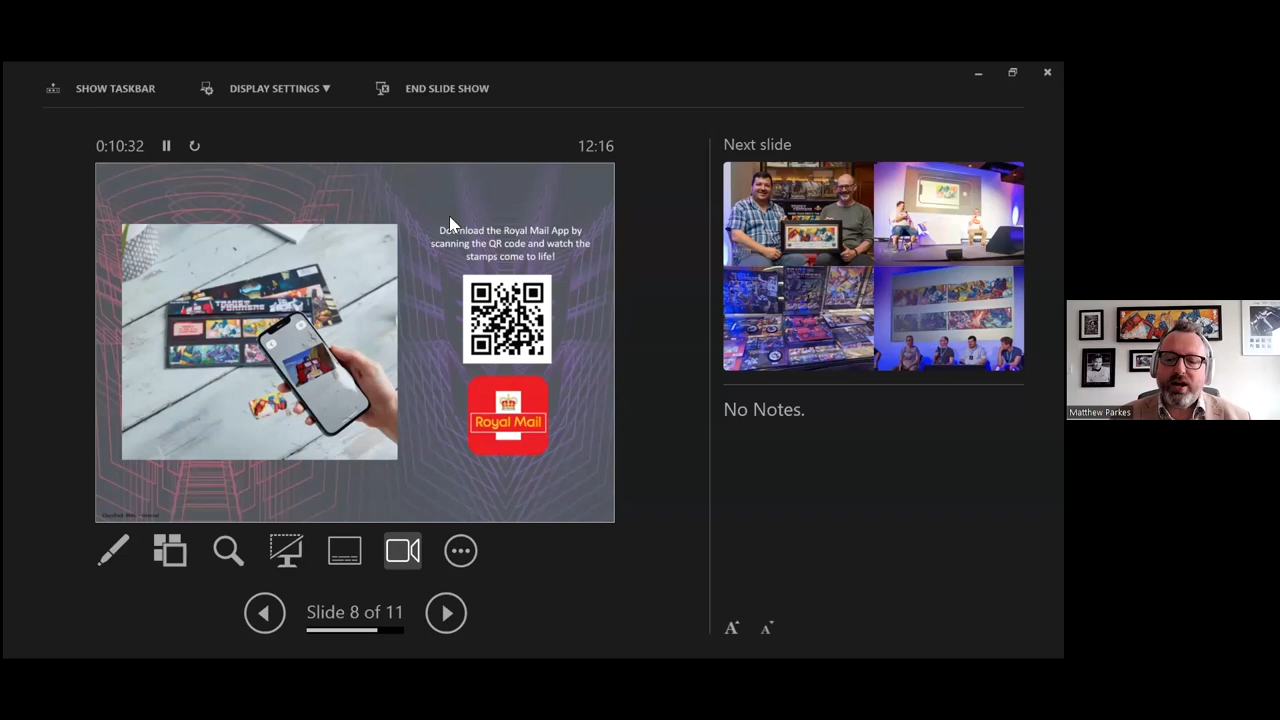 SHOW TASKBAR
DISPLAY SETTINGS ▼
END SLIDE SHOW
0:10:32
12:16
Next slide
Download the Royal Mail App by
scanning the QR code and watch the
stamps come to life!
TRANSFORMERS
Royal Mail
No Notes.
Matthew Parkes
Slide 8 of 11
A
A